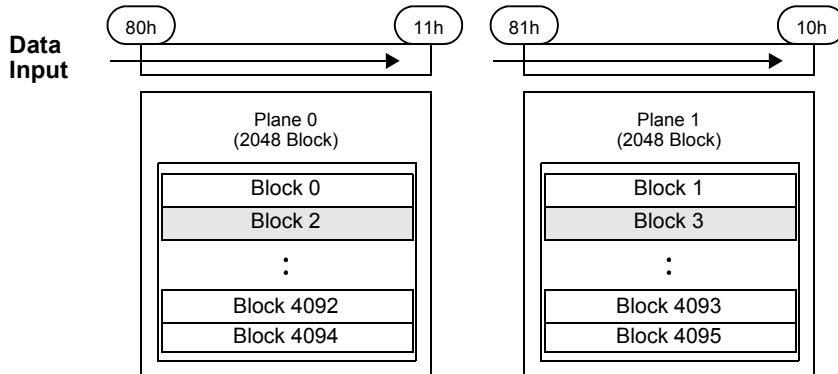 80h
11h
81h
10h
Data
Input
Plane 0
(2048 Block)
Block 0
Block 2
:
Block 4092
Block 4094
Plane 1
(2048 Block)
Block 1
Block 3
:
Block 4093
Block 4095